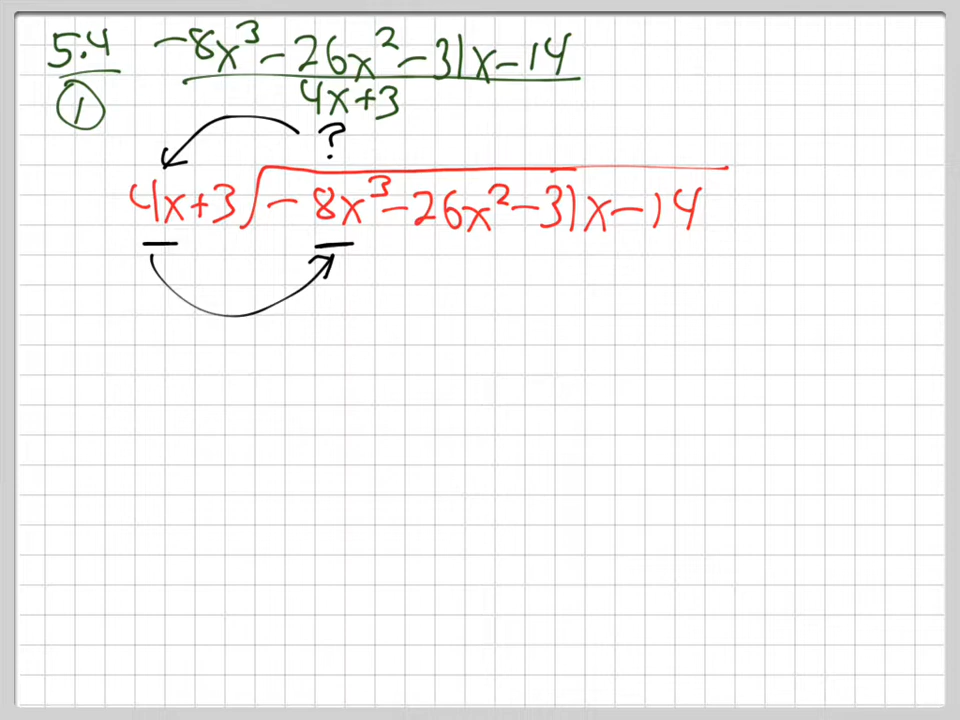 5.4 -8x³-26x²-31x-14
① 4x+3
?
4x+3 -8x³-26x²-31x-14